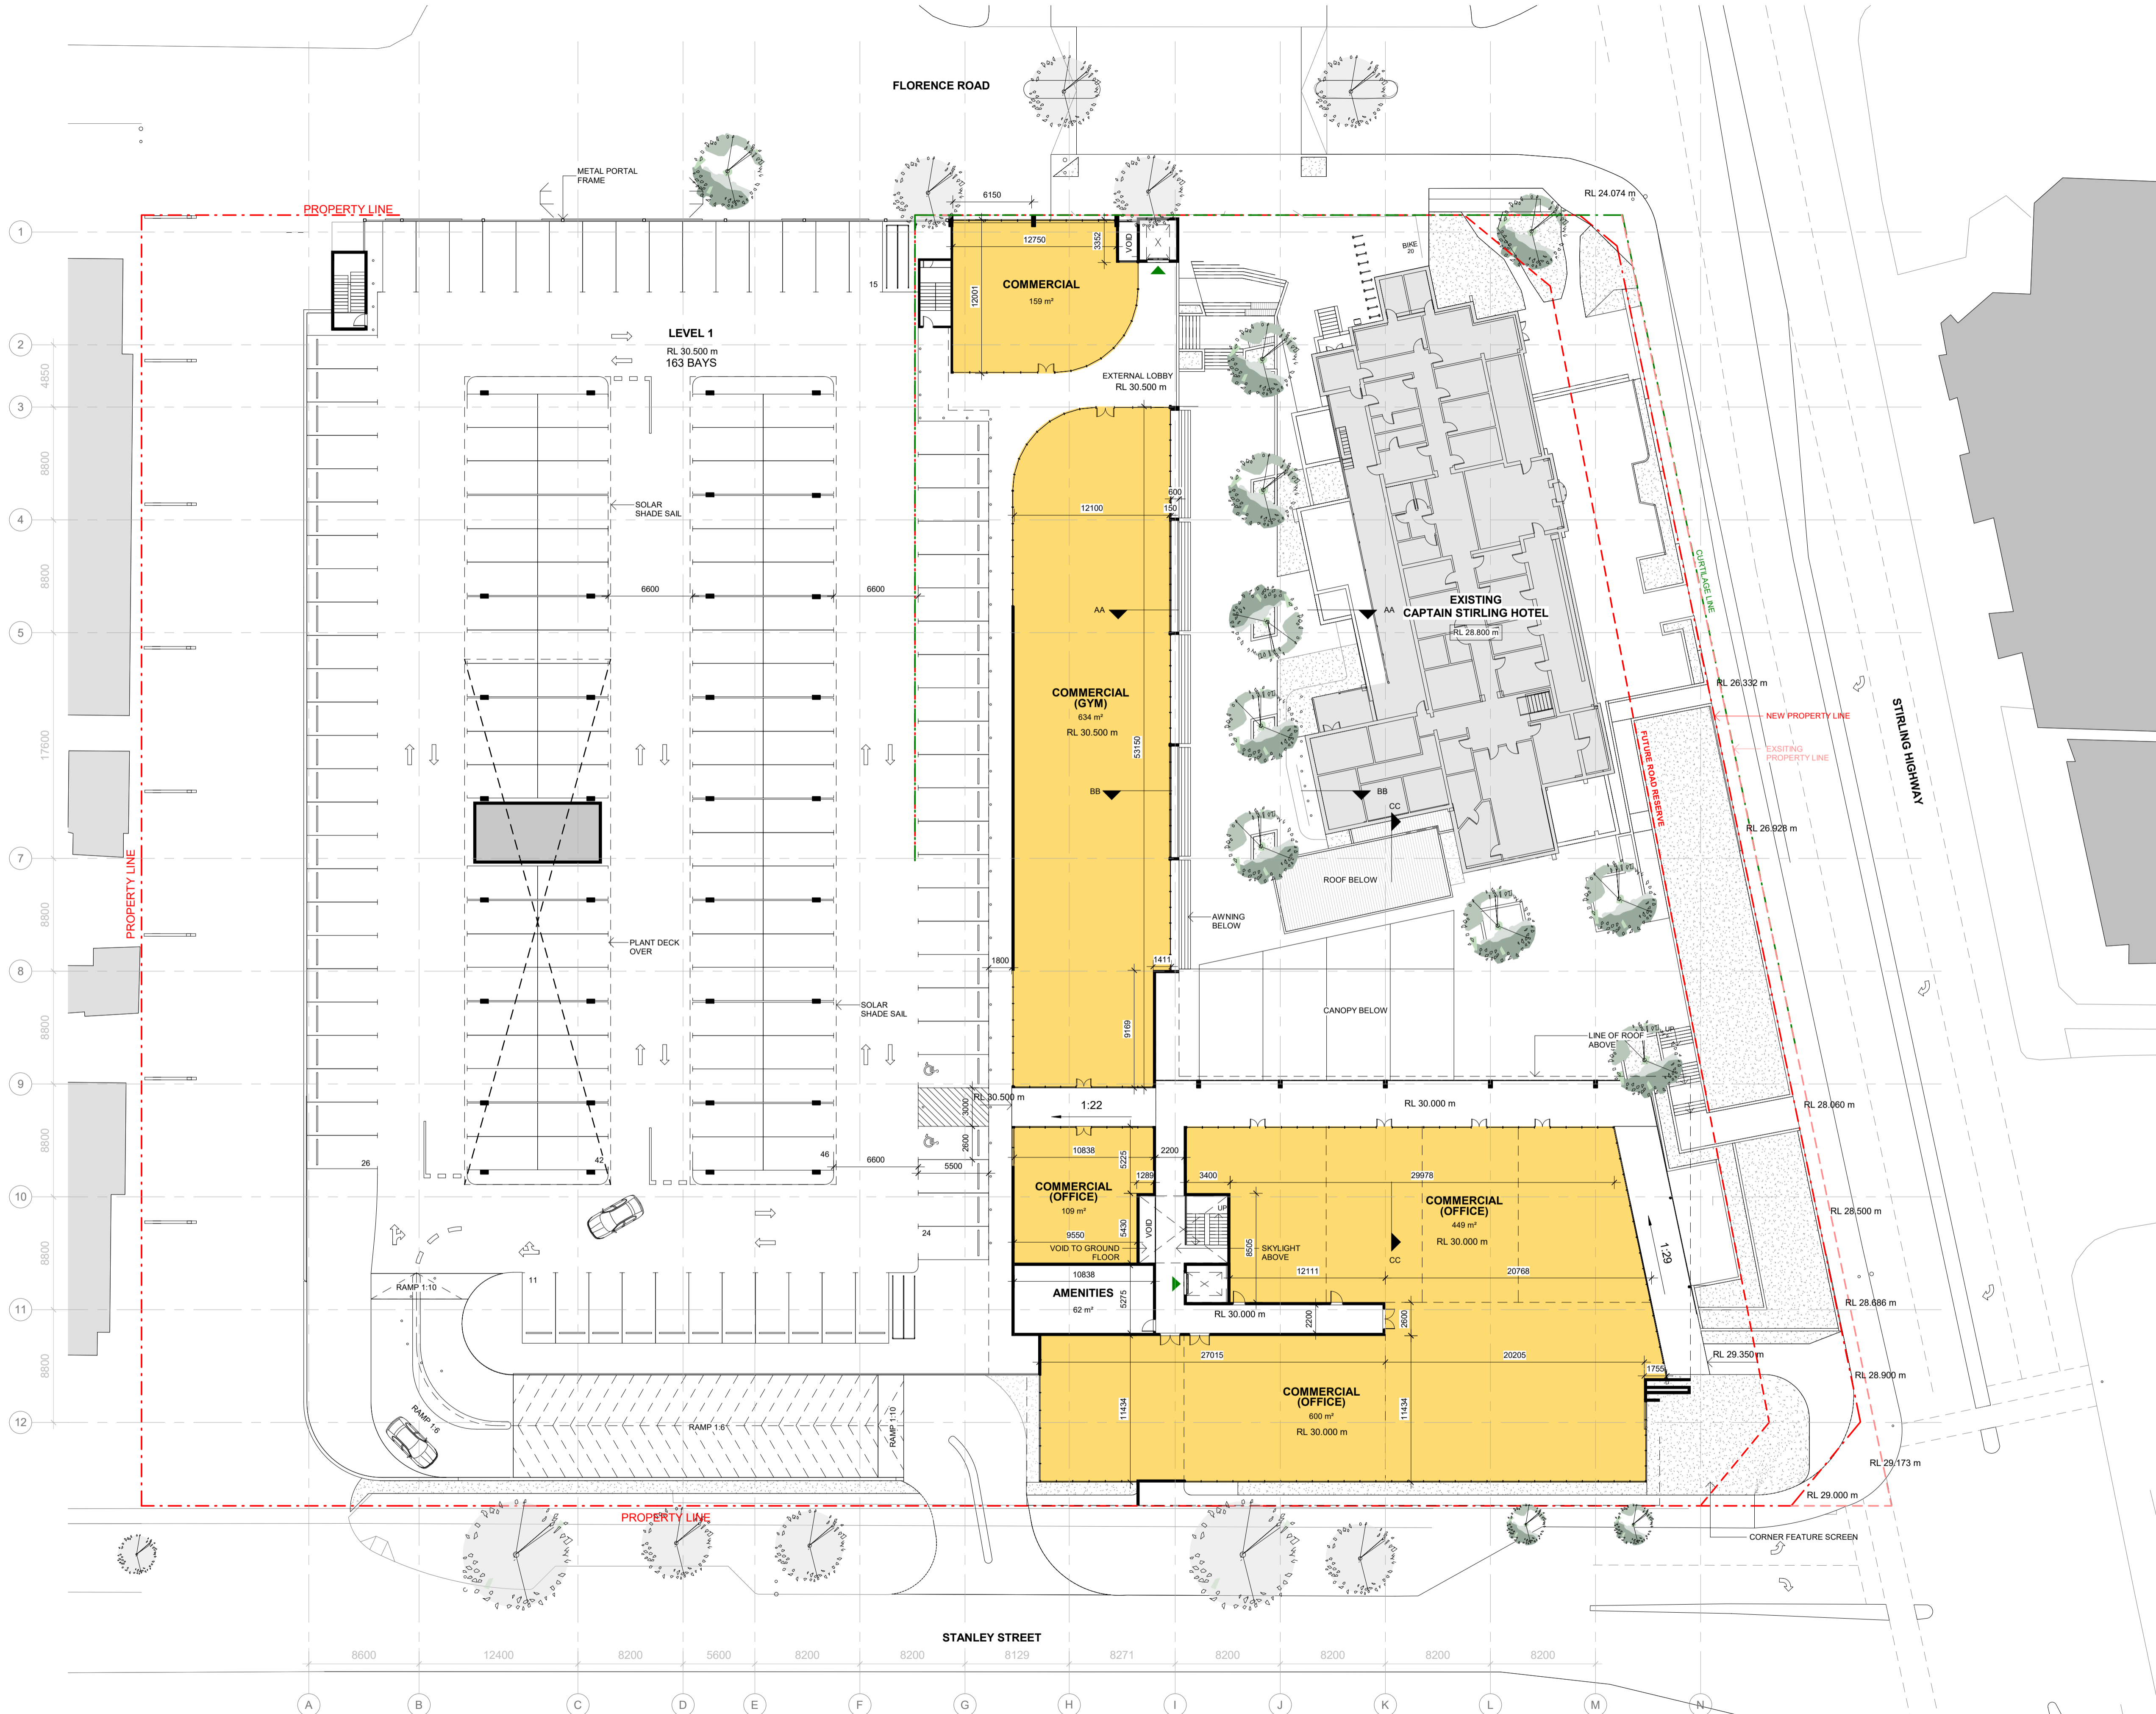 FLORENCE ROAD
METAL PORTAL
FRAME
PROPERTY LINE
6150
RL 24.074 m
1
12750
3352
VOID
BIKE
20
15
COMMERCIAL
159 m²
12001
2
LEVEL 1
RL 30.500 m
163 BAYS
4850
EXTERNAL LOBBY
RL 30.500 m
3
8800
SOLAR
SHADE SAIL
600
12100
150
4
8800
CURTILAGE LINE
6600
6600
AA
AA
EXISTING
CAPTAIN STIRLING HOTEL
RL 28.800 m
5
COMMERCIAL
(GYM)
634 m²
RL 30.500 m
53150
RL 26.332 m
NEW PROPERTY LINE
EXSITING
PROPERTY LINE
FUTURE ROAD RESERVE
STIRLING HIGHWAY
17600
BB
BB
CC
RL 26.928 m
7
PROPERTY LINE
ROOF BELOW
8800
AWNING
BELOW
PLANT DECK
OVER
1800
1411
8
SOLAR
SHADE SAIL
CANOPY BELOW
8800
9169
LINE OF ROOF
ABOVE
UP
9
RL 30.500 m
1:22
RL 30.000 m
RL 28.060 m
3000
2600
8800
26
42
46
6600
5500
10838
5225
2200
1289
3400
29978
10
COMMERCIAL
(OFFICE)
109 m²
COMMERCIAL
(OFFICE)
449 m²
RL 30.000 m
UP
RL 28.500 m
24
9550
5430
VOID
VOID TO GROUND
FLOOR
8505
SKYLIGHT
ABOVE
1:29
8800
CC
11
10838
12111
20768
RAMP 1:10
AMENITIES
62 m²
5275
11
RL 30.000 m
2200
2600
RL 28.686 m
8800
27015
20205
RL 29.350 m
1755
RL 28.900 m
COMMERCIAL
(OFFICE)
600 m²
RL 30.000 m
11434
11434
12
RAMP 1:6
RAMP 1:6
RAMP 1:10
RL 29.173 m
RL 29.000 m
PROPERTY LINE
CORNER FEATURE SCREEN
STANLEY STREET
8600
12400
8200
5600
8200
8200
8129
8271
8200
8200
8200
8200
A
B
C
D
E
F
G
H
I
J
K
L
M
N